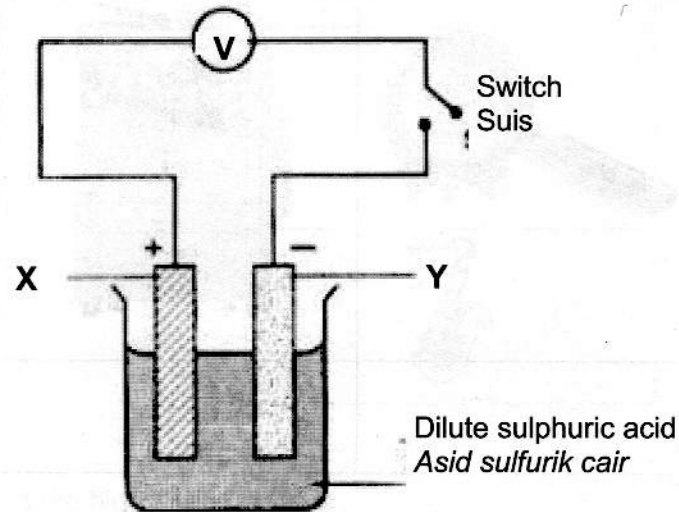 V
Switch
Suis
+ −
X Y
Dilute sulphuric acid
Asid sulfurik cair